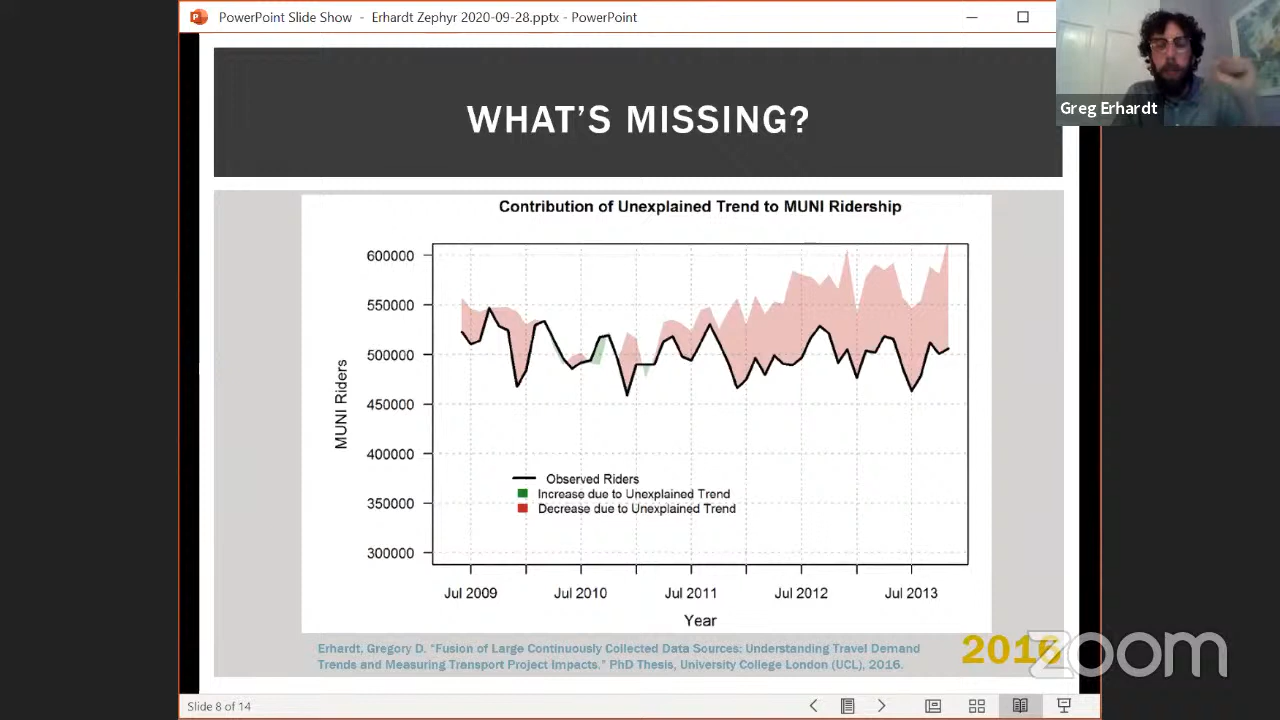 PowerPoint Slide Show - Erhardt Zephyr 2020-09-28.pptx - PowerPoint
Greg Erhardt
WHAT'S MISSING?
Contribution of Unexplained Trend to MUNI Ridership
600000
550000
500000
450000
400000
350000
300000
MUNI Riders
Observed Riders
Increase due to Unexplained Trend
Decrease due to Unexplained Trend
Jul 2009
Jul 2010
Jul 2011
Jul 2012
Jul 2013
Year
Erhardt, Gregory D. "Fusion of Large Continuously Collected Data Sources: Understanding Travel Demand
Trends and Measuring Transport Project Impacts." PhD Thesis, University College London (UCL), 2016.
2016
zoom
Slide 8 of 14